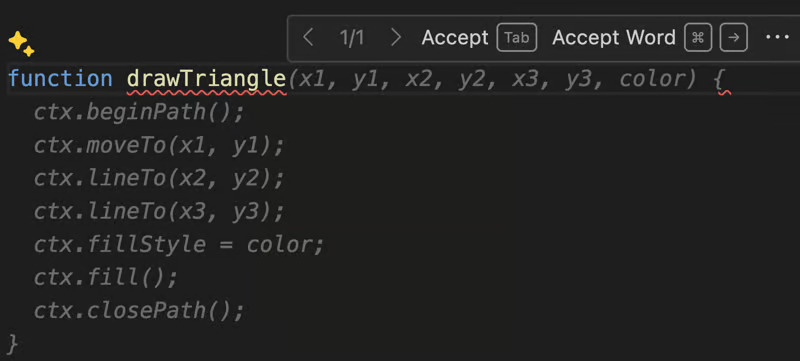 1/1 Accept Tab Accept Word ⌘ → ···
function drawTriangle(x1, y1, x2, y2, x3, y3, color) {
  ctx.beginPath();
  ctx.moveTo(x1, y1);
  ctx.lineTo(x2, y2);
  ctx.lineTo(x3, y3);
  ctx.fillStyle = color;
  ctx.fill();
  ctx.closePath();
}